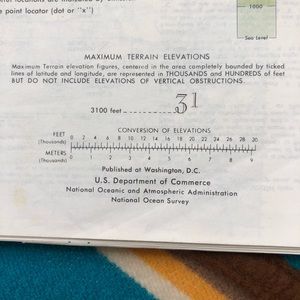 point locator (dot or "x")
1000
Sea Level
MAXIMUM TERRAIN ELEVATIONS
Maximum Terrain elevation figures, centered in the area completely bounded by ticked
lines of latitude and longitude, are represented in THOUSANDS and HUNDREDS of feet
BUT DO NOT INCLUDE ELEVATIONS OF VERTICAL OBSTRUCTIONS.
3100 feet 31
CONVERSION OF ELEVATIONS
FEET 0 2 4 6 8 10 12 14 16 18 20 22 24 26 28 30
(Thousands)
METERS 0 1 2 3 4 5 6 7 8 9
(Thousands)
Published at Washington, D.C.
U.S. Department of Commerce
National Oceanic and Atmospheric Administration
National Ocean Survey